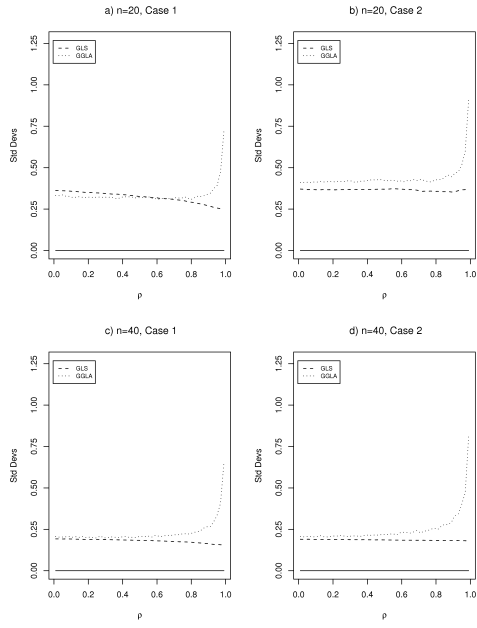 a) n=20, Case 1
b) n=20, Case 2
Std Devs
0.00 0.25 0.50 0.75 1.00 1.25
GLS
GGLA
0.0 0.2 0.4 0.6 0.8 1.0
ρ
Std Devs
0.00 0.25 0.50 0.75 1.00 1.25
GLS
GGLA
0.0 0.2 0.4 0.6 0.8 1.0
ρ
c) n=40, Case 1
d) n=40, Case 2
Std Devs
0.00 0.25 0.50 0.75 1.00 1.25
GLS
GGLA
0.0 0.2 0.4 0.6 0.8 1.0
ρ
Std Devs
0.00 0.25 0.50 0.75 1.00 1.25
GLS
GGLA
0.0 0.2 0.4 0.6 0.8 1.0
ρ